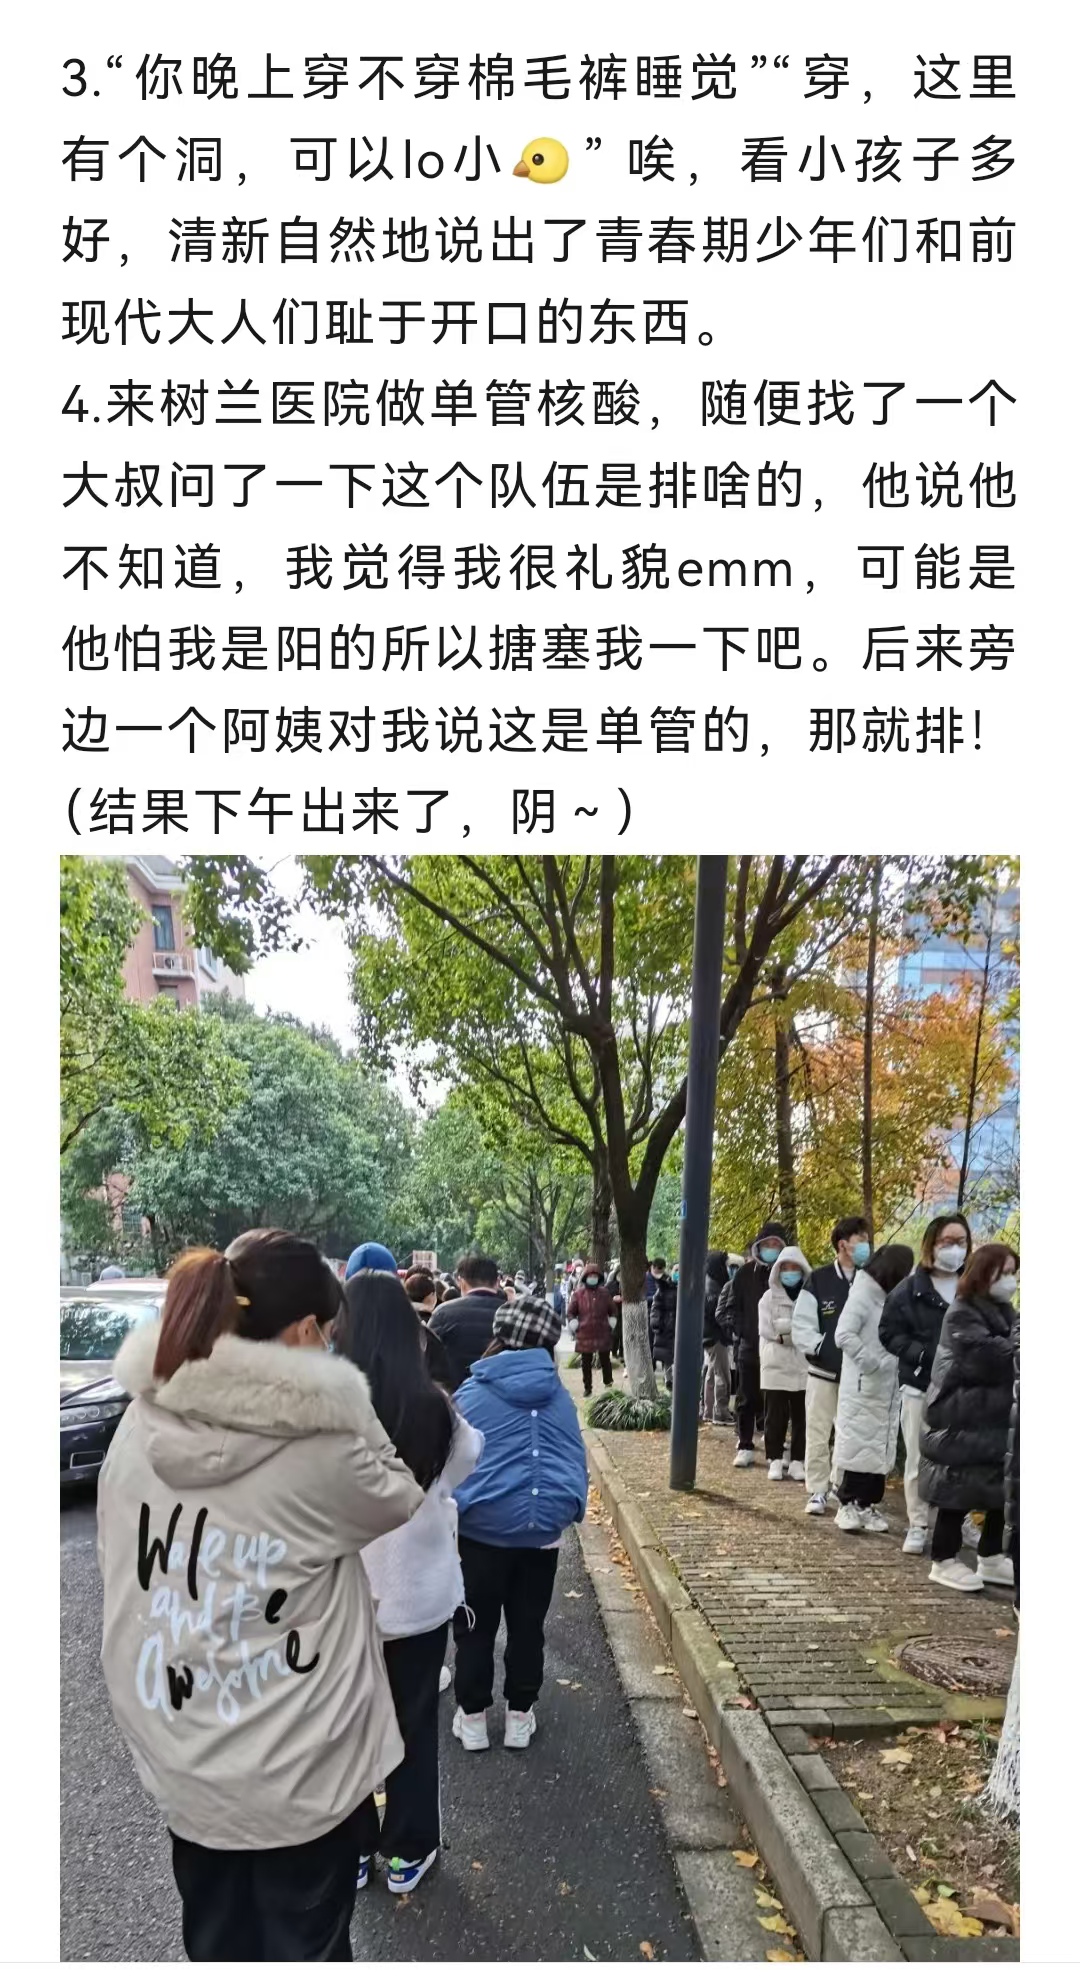 3.“你晚上穿不穿棉毛裤睡觉”“穿，这里
有个洞，可以lo小🐤”唉，看小孩子多
好，清新自然地说出了青春期少年们和前
现代大人们耻于开口的东西。
4.来树兰医院做单管核酸，随便找了一个
大叔问了一下这个队伍是排啥的，他说他
不知道，我觉得我很礼貌emm，可能是
他怕我是阳的所以搪塞我一下吧。后来旁
边一个阿姨对我说这是单管的，那就排！
（结果下午出来了，阴～）
Wake up
and Be
Awesome